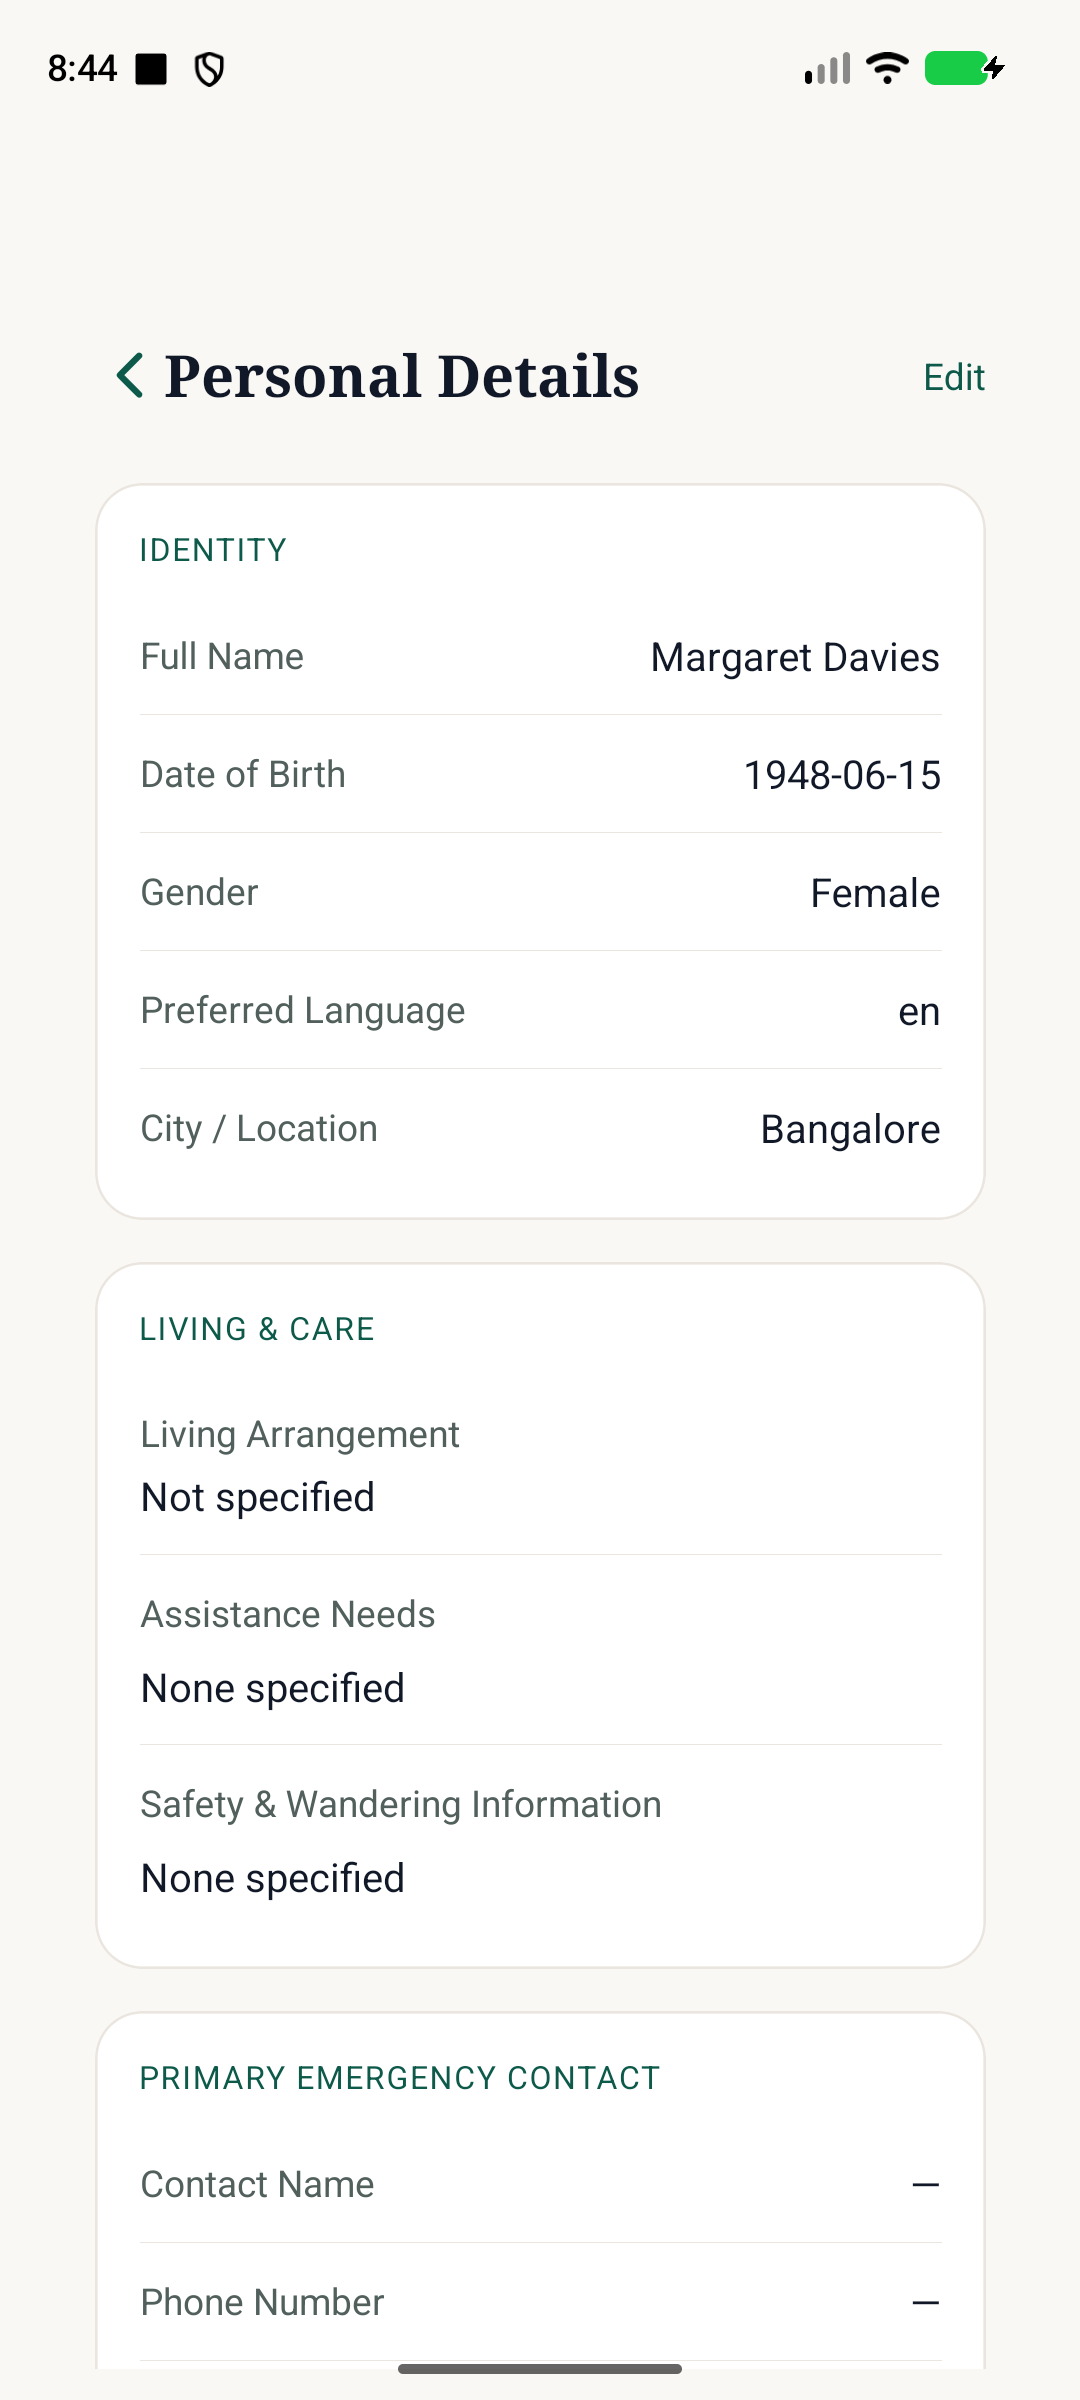 8:44
Personal Details
Edit
IDENTITY
Full Name
Margaret Davies
Date of Birth
1948-06-15
Gender
Female
Preferred Language
en
City / Location
Bangalore
LIVING & CARE
Living Arrangement
Not specified
Assistance Needs
None specified
Safety & Wandering Information
None specified
PRIMARY EMERGENCY CONTACT
Contact Name
—
Phone Number
—